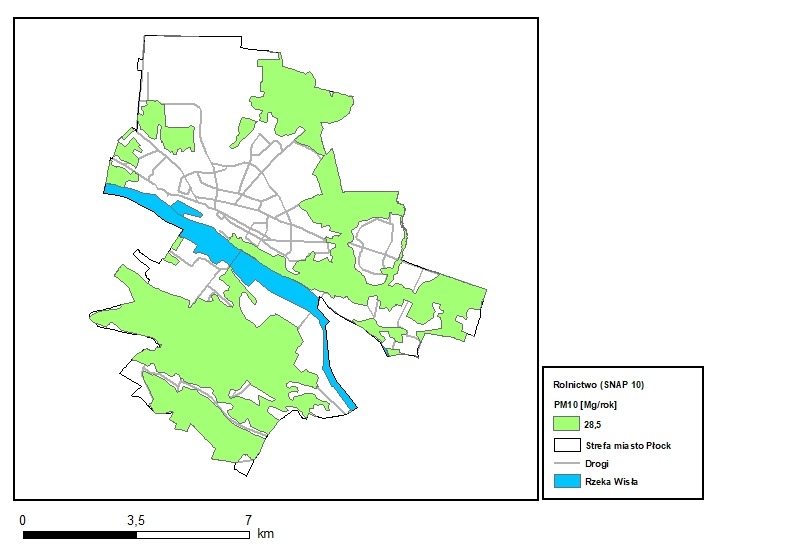 Rolnictwo (SNAP 10)
PM10 [Mg/rok]
28,5
Strefa miasto Płock
Drogi
Rzeka Wisła
0 3,5 7
km